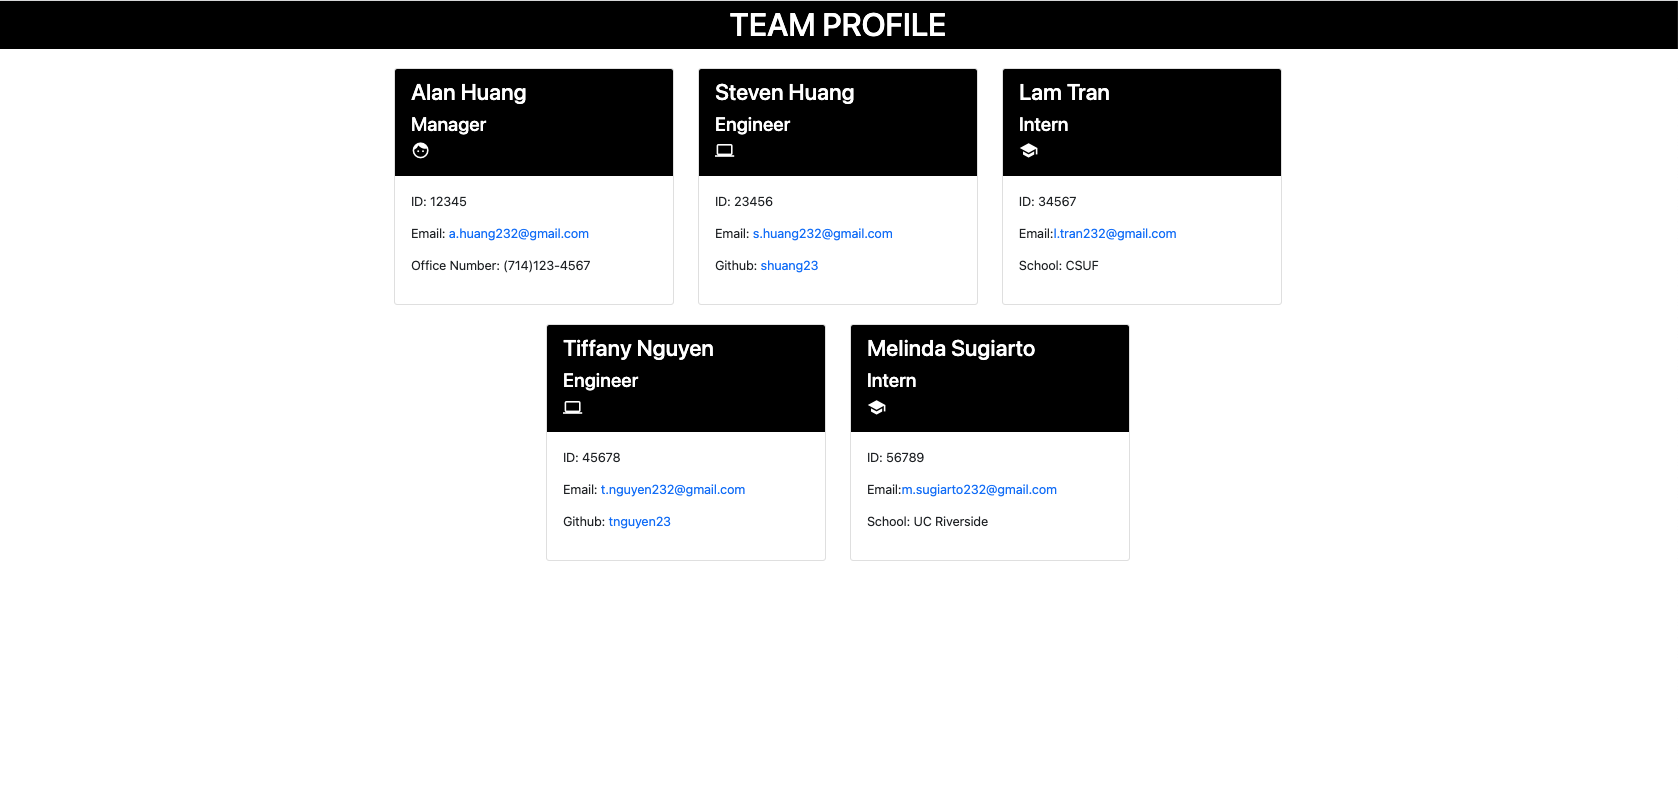 TEAM PROFILE
Alan Huang
Manager
ID: 12345
Email: a.huang232@gmail.com
Office Number: (714)123-4567
Steven Huang
Engineer
ID: 23456
Email: s.huang232@gmail.com
Github: shuang23
Lam Tran
Intern
ID: 34567
Email:l.tran232@gmail.com
School: CSUF
Tiffany Nguyen
Engineer
ID: 45678
Email: t.nguyen232@gmail.com
Github: tnguyen23
Melinda Sugiarto
Intern
ID: 56789
Email:m.sugiarto232@gmail.com
School: UC Riverside